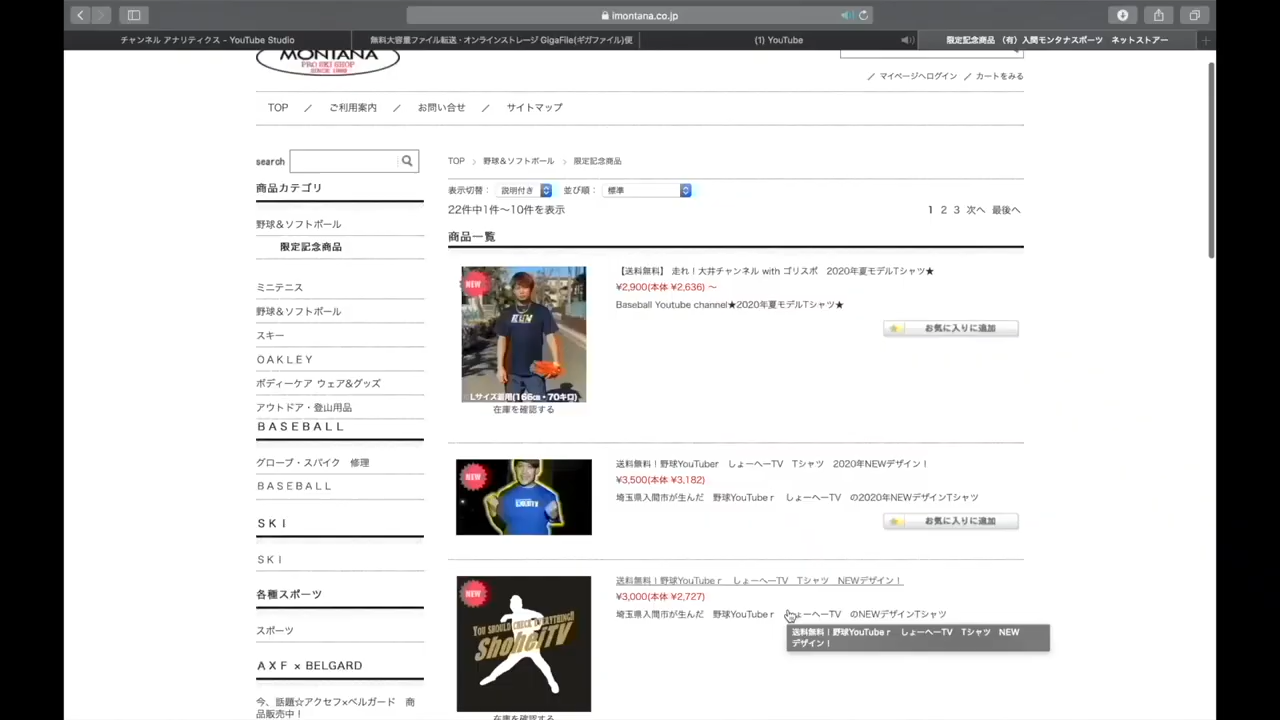 imontana.co.jp
チャンネル アナリティクス - YouTube Studio
無料大容量ファイル転送・オンラインストレージ GigaFile(ギガファイル)便
(1) YouTube
限定記念商品 （有）入間モンタナスポーツ ネットストアー
MONTANA
PRO SKI SHOP
マイページへログイン ／ カートをみる
TOP ／ ご利用案内 ／ お問い合せ ／ サイトマップ
search
商品カテゴリ
野球＆ソフトボール
限定記念商品
ミニテニス
野球＆ソフトボール
スキー
ＯＡＫＬＥＹ
ボディーケア ウェア&グッズ
アウトドア・登山用品
ＢＡＳＥＢＡＬＬ
グローブ・スパイク 修理
ＢＡＳＥＢＡＬＬ
ＳＫＩ
ＳＫＩ
各種スポーツ
スポーツ
ＡＸＦ × BELGARD
今、話題☆アクセフ×ベルガード 商
品販売中！
TOP > 野球＆ソフトボール > 限定記念商品
表示切替： 説明付き 並び順： 標準
22件中1件〜10件を表示
1 2 3 次へ 最後へ
商品一覧
NEW
RUN
Lサイズ着用(166㎝・70キロ)
在庫を確認する
【送料無料】 走れ！大井チャンネル with ゴリスポ 2020年夏モデルTシャツ★
¥2,900(本体 ¥2,636) 〜
Baseball Youtube channel★2020年夏モデルTシャツ★
お気に入りに追加
NEW
送料無料！野球YouTuber しょーへーTV Tシャツ 2020年NEWデザイン！
¥3,500(本体 ¥3,182)
埼玉県入間市が生んだ 野球YouTubeｒ しょーへーTV の2020年NEWデザインTシャツ
お気に入りに追加
NEW
YOU SHOULD CHECK EVERYTHING!!
ShoheiTV
在庫を確認する
送料無料！野球YouTubeｒ しょーへーTV Tシャツ NEWデザイン！
¥3,000(本体 ¥2,727)
埼玉県入間市が生んだ 野球YouTubeｒ しょーへーTV のNEWデザインTシャツ
送料無料！野球YouTubeｒ しょーへーTV Tシャツ NEW
デザイン！